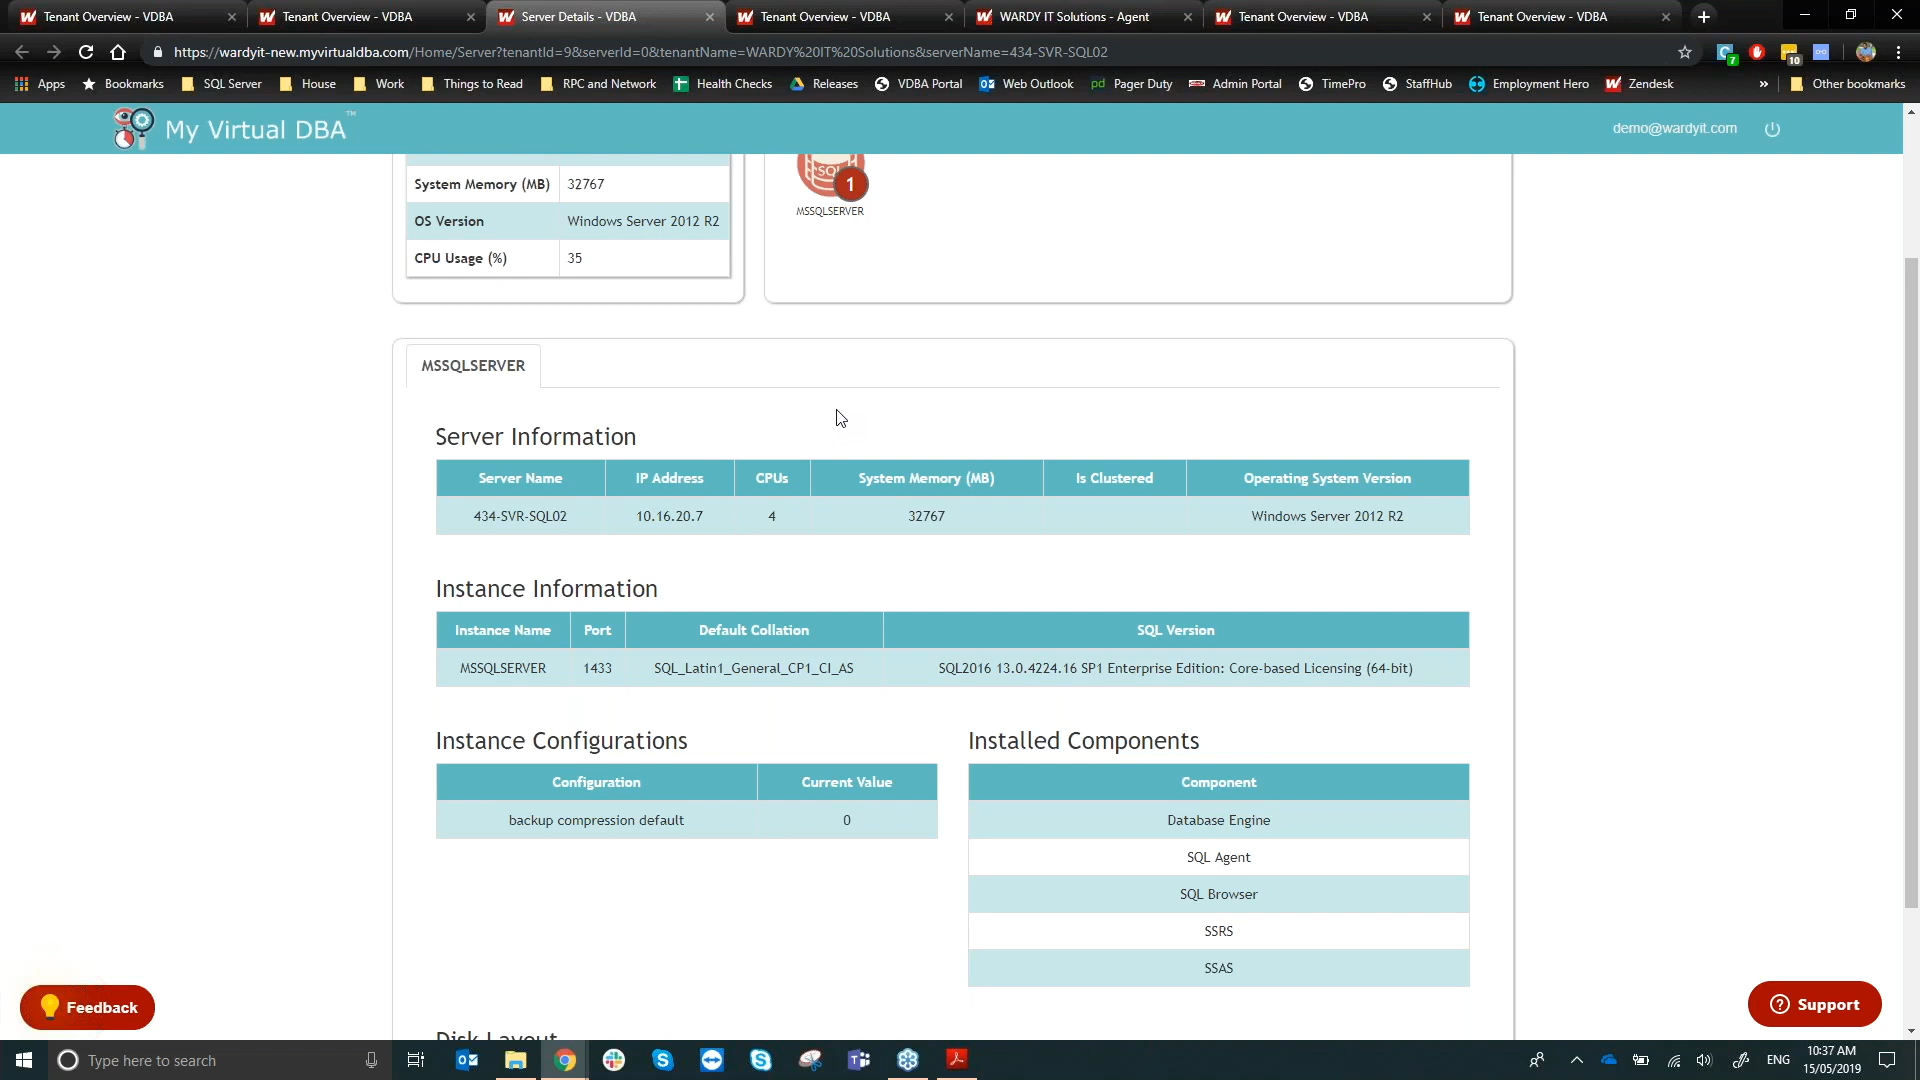 Tenant Overview - VDBA
Tenant Overview - VDBA
Server Details - VDBA
Tenant Overview - VDBA
WARDY IT Solutions - Agent
Tenant Overview - VDBA
Tenant Overview - VDBA
https://wardyit-new.myvirtualdba.com/Home/Server?tenantId=9&serverId=0&tenantName=WARDY%20IT%20Solutions&serverName=434-SVR-SQL02
7
10
Apps
Bookmarks
SQL Server
House
Work
Things to Read
RPC and Network
Health Checks
Releases
VDBA Portal
Web Outlook
pd Pager Duty
Admin Portal
TimePro
StaffHub
Employment Hero
Zendesk
»
Other bookmarks
My Virtual DBA™
demo@wardyit.com
System Memory (MB) 32767
OS Version Windows Server 2012 R2
CPU Usage (%) 35
SQL
1
MSSQLSERVER
MSSQLSERVER
Server Information
Server Name IP Address CPUs System Memory (MB) Is Clustered Operating System Version
434-SVR-SQL02 10.16.20.7 4 32767 Windows Server 2012 R2
Instance Information
Instance Name Port Default Collation SQL Version
MSSQLSERVER 1433 SQL_Latin1_General_CP1_CI_AS SQL2016 13.0.4224.16 SP1 Enterprise Edition: Core-based Licensing (64-bit)
Instance Configurations
Configuration Current Value
backup compression default 0
Installed Components
Component
Database Engine
SQL Agent
SQL Browser
SSRS
SSAS
Disk Layout
Feedback
Support
Type here to search
ENG
10:37 AM
15/05/2019